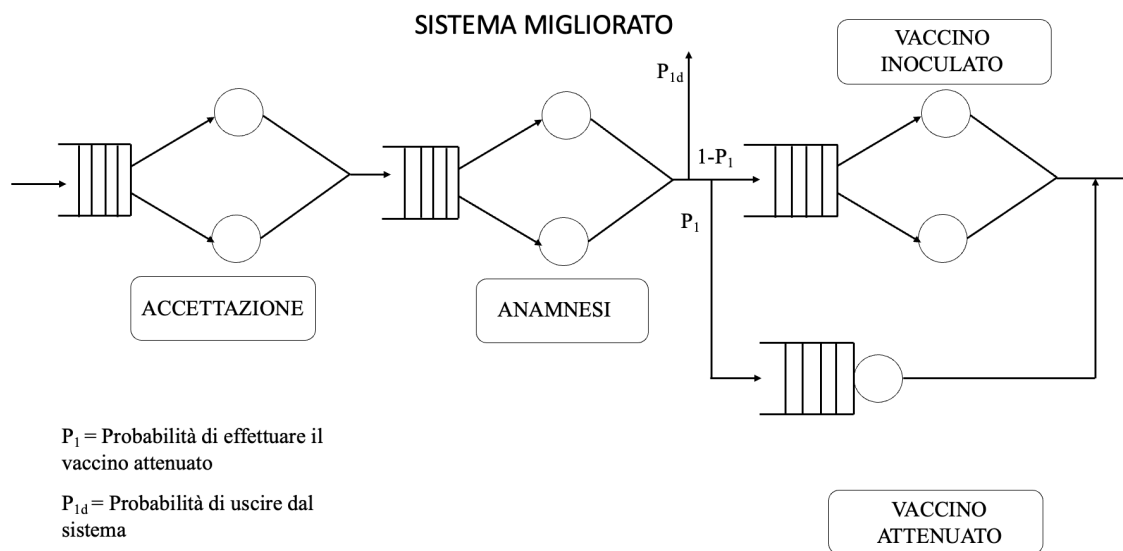 SISTEMA MIGLIORATO
VACCINO
INOCULATO
P1d
1-P1
P1
ACCETTAZIONE
ANAMNESI
P1 = Probabilità di effettuare il
vaccino attenuato
P1d = Probabilità di uscire dal
sistema
VACCINO
ATTENUATO